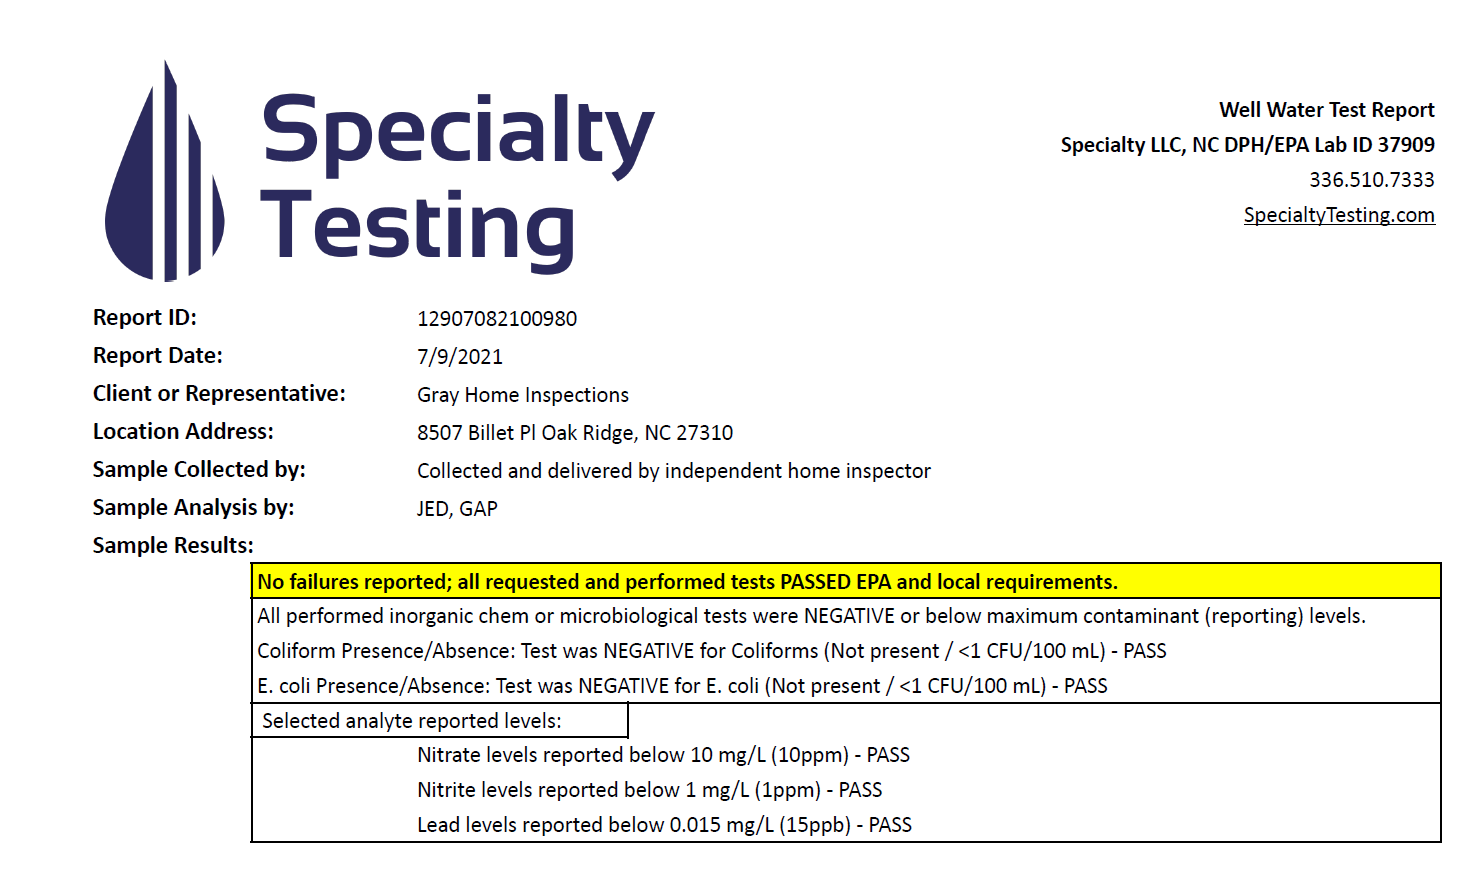 Specialty
Testing
Well Water Test Report
Specialty LLC, NC DPH/EPA Lab ID 37909
336.510.7333
SpecialtyTesting.com
Report ID: 12907082100980
Report Date: 7/9/2021
Client or Representative: Gray Home Inspections
Location Address: 8507 Billet Pl Oak Ridge, NC 27310
Sample Collected by: Collected and delivered by independent home inspector
Sample Analysis by: JED, GAP
Sample Results:
No failures reported; all requested and performed tests PASSED EPA and local requirements.
All performed inorganic chem or microbiological tests were NEGATIVE or below maximum contaminant (reporting) levels.
Coliform Presence/Absence: Test was NEGATIVE for Coliforms (Not present / <1 CFU/100 mL) - PASS
E. coli Presence/Absence: Test was NEGATIVE for E. coli (Not present / <1 CFU/100 mL) - PASS
Selected analyte reported levels:
Nitrate levels reported below 10 mg/L (10ppm) - PASS
Nitrite levels reported below 1 mg/L (1ppm) - PASS
Lead levels reported below 0.015 mg/L (15ppb) - PASS